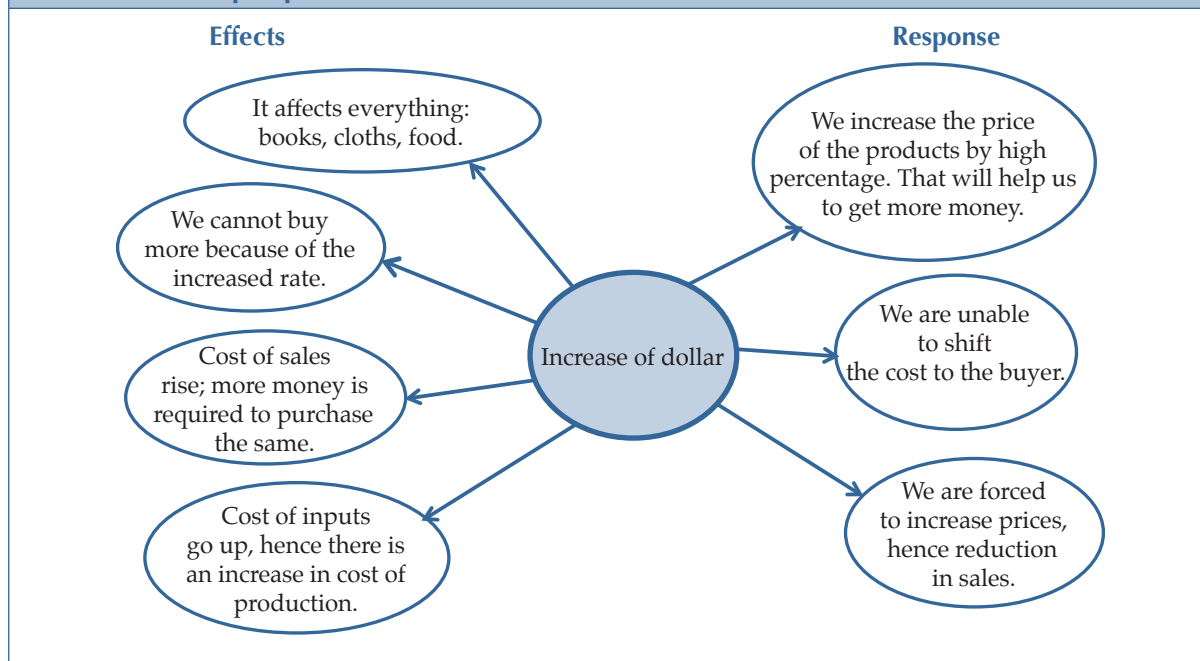 Effects
It affects everything:
books, cloths, food.
We cannot buy
more because of the
increased rate.
Cost of sales
rise; more money is
required to purchase
the same.
Cost of inputs
go up, hence there is
an increase in cost of
production.
Increase of dollar
Response
We increase the price
of the products by high
percentage. That will help us
to get more money.
We are unable
to shift
the cost to the buyer.
We are forced
to increase prices,
hence reduction
in sales.